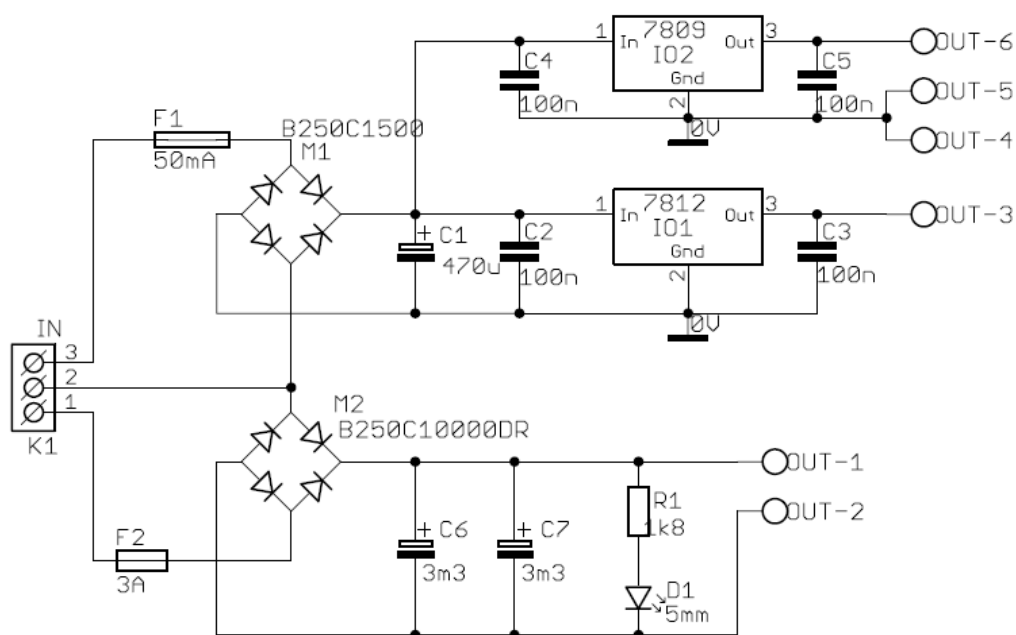 1 In 7809 Out 3 OUT-6
IO2
C4 Gnd C5 OUT-5
100n 2 100n
0V OUT-4
F1
B250C1500
50mA M1
1 In 7812 Out 3 OUT-3
IO1
C1 C2 Gnd C3
+
470u 100n 2 100n
0V
IN
3
2
1
K1
M2
B250C10000DR
OUT-1
R1 OUT-2
1k8
+ C6 + C7
F2
3m3 3m3
3A
D1
5mm